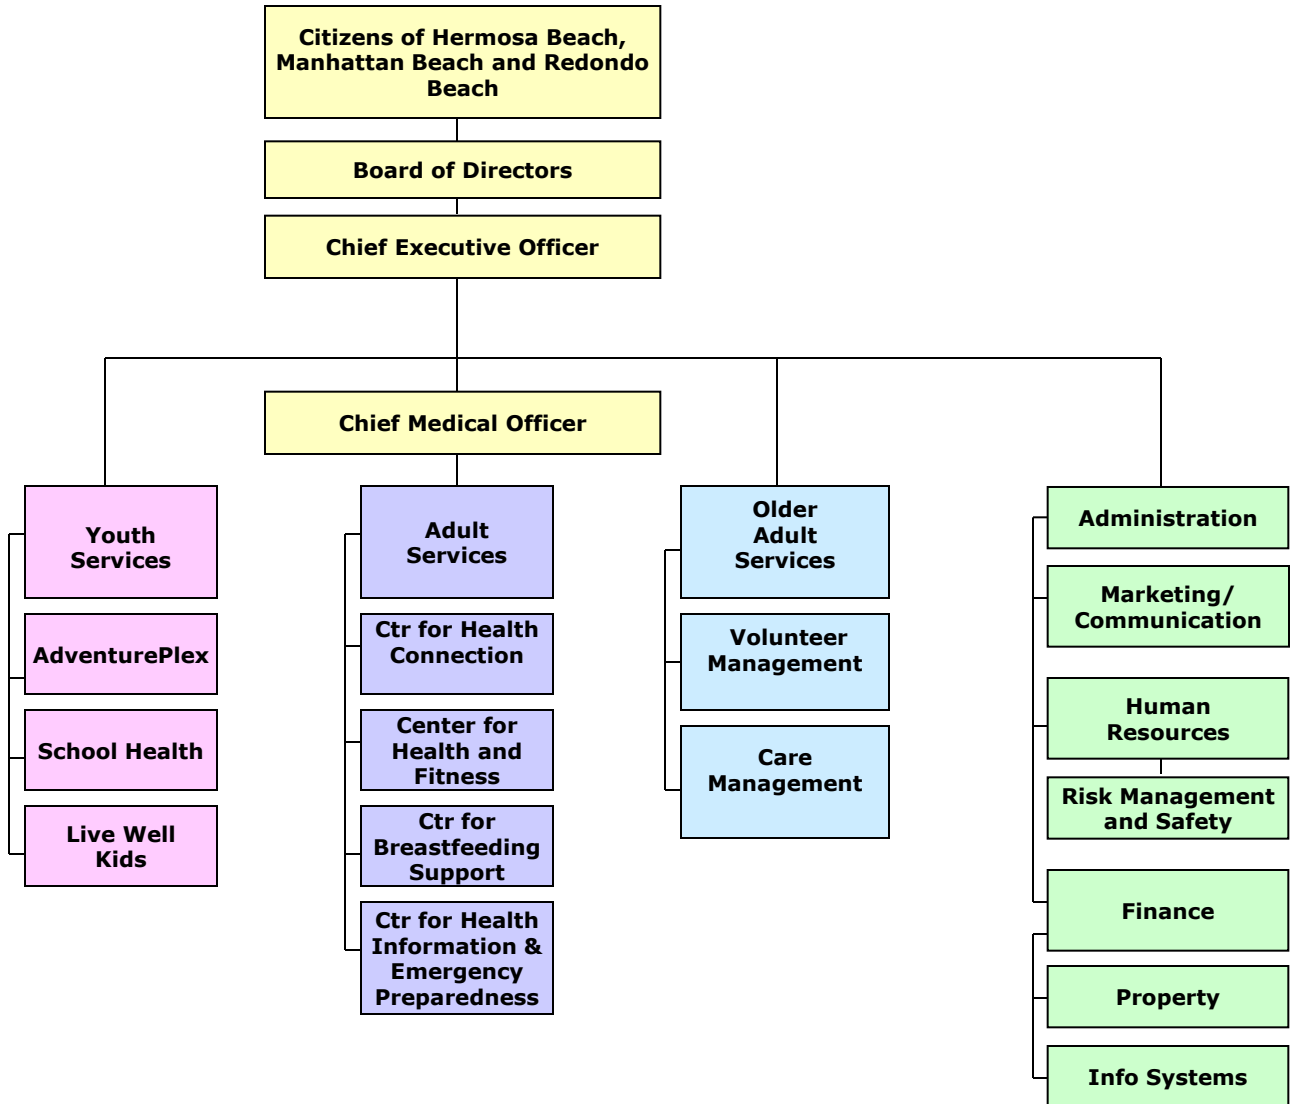 Citizens of Hermosa Beach,
Manhattan Beach and Redondo
Beach
Board of Directors
Chief Executive Officer
Chief Medical Officer
Youth
Services
AdventurePlex
School Health
Live Well
Kids
Adult
Services
Ctr for Health
Connection
Center for
Health and
Fitness
Ctr for
Breastfeeding
Support
Ctr for Health
Information &
Emergency
Preparedness
Older
Adult
Services
Volunteer
Management
Care
Management
Administration
Marketing/
Communication
Human
Resources
Risk Management
and Safety
Finance
Property
Info Systems